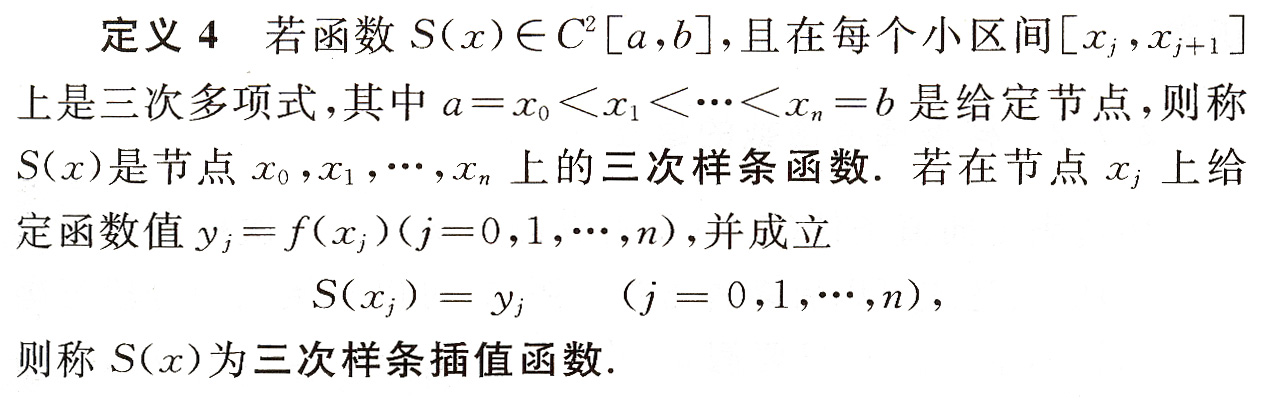 定义 4 若函数 S(x)∈C²[a,b],且在每个小区间[xⱼ,xⱼ₊₁]
上是三次多项式,其中 a=x₀<x₁<⋯<xₙ=b 是给定节点,则称
S(x)是节点 x₀,x₁,⋯,xₙ 上的三次样条函数. 若在节点 xⱼ 上给
定函数值 yⱼ=f(xⱼ)(j=0,1,⋯,n),并成立
S(xⱼ) = yⱼ (j = 0,1,⋯,n),
则称 S(x)为三次样条插值函数.